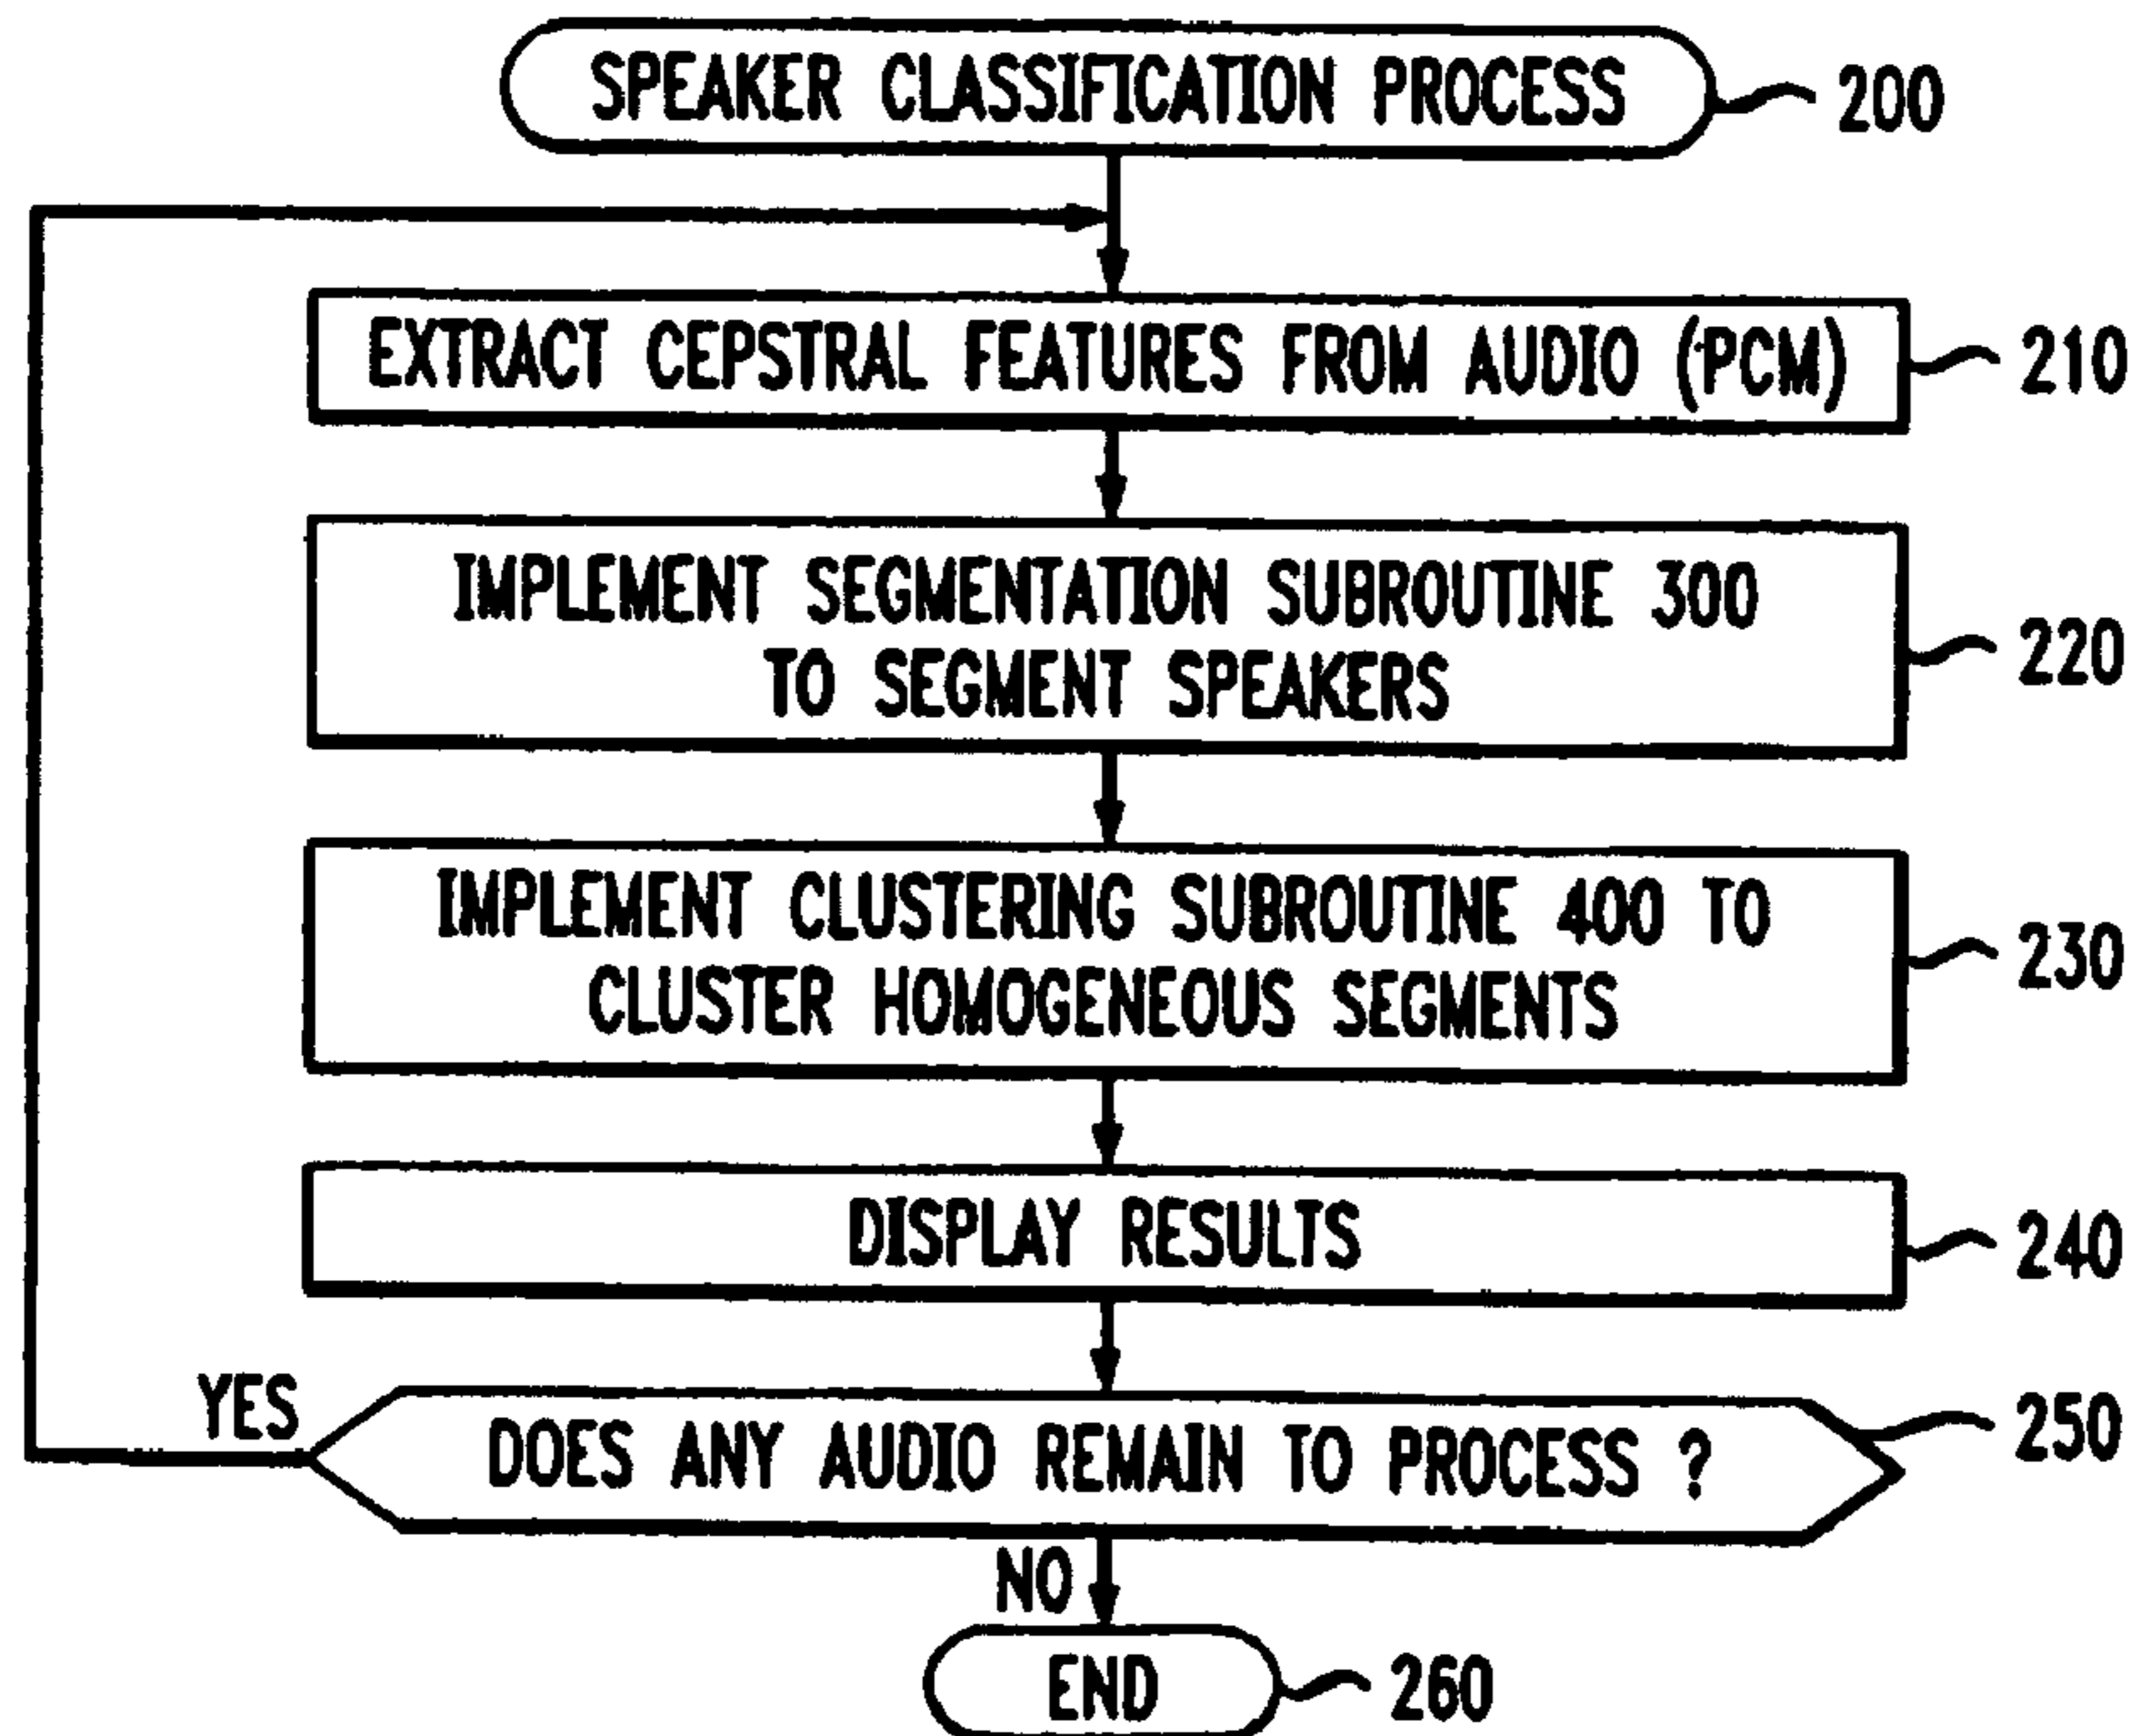 SPEAKER CLASSIFICATION PROCESS
200
EXTRACT CEPSTRAL FEATURES FROM AUDIO (PCM)
210
IMPLEMENT SEGMENTATION SUBROUTINE 300
TO SEGMENT SPEAKERS
220
IMPLEMENT CLUSTERING SUBROUTINE 400 TO
CLUSTER HOMOGENEOUS SEGMENTS
230
DISPLAY RESULTS
240
YES
DOES ANY AUDIO REMAIN TO PROCESS ?
250
NO
END
260